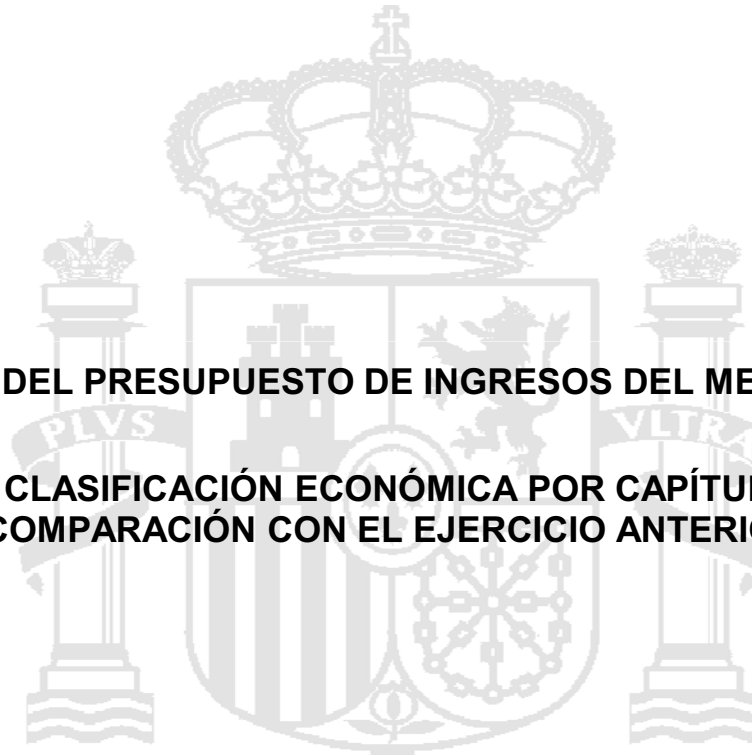 DEL PRESUPUESTO DE INGRESOS DEL ME
PLVS VLTRA
CLASIFICACIÓN ECONÓMICA POR CAPÍTU
COMPARACIÓN CON EL EJERCICIO ANTERI